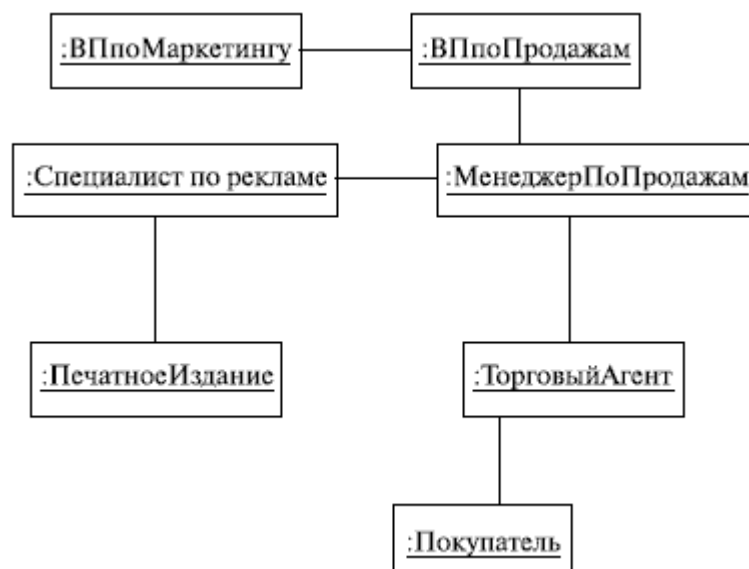 :ВПпоМаркетингу
:ВПпоПродажам
:Специалист по рекламе
:МенеджерПоПродажам
:ПечатноеИздание
:ТорговыйАгент
:Покупатель